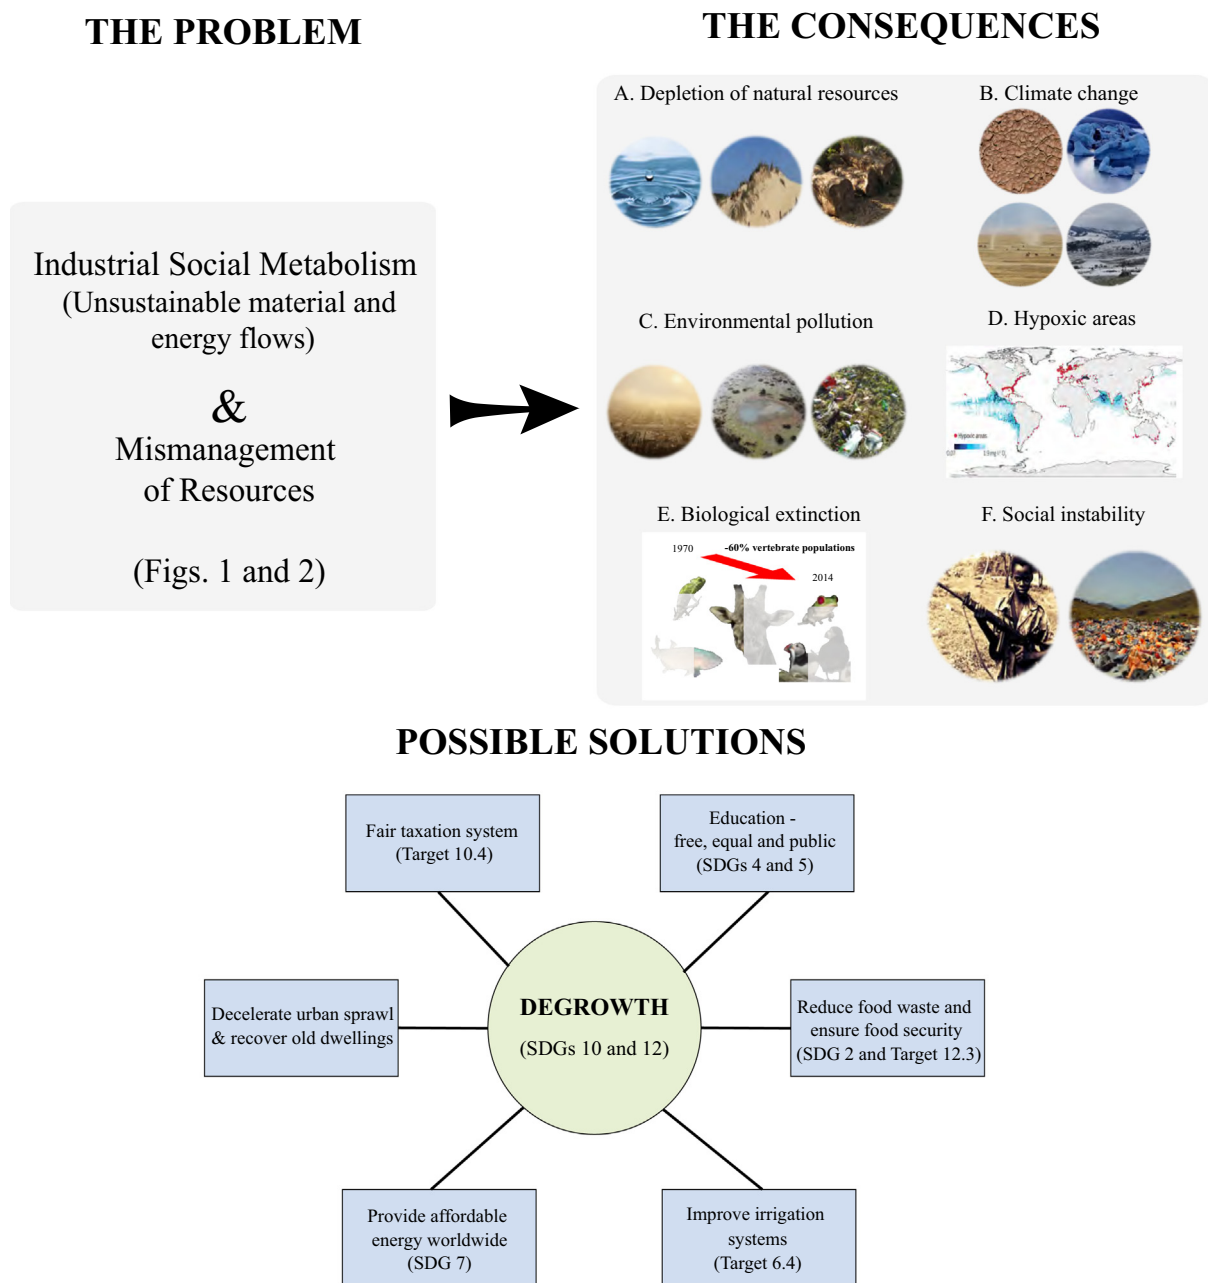 THE PROBLEM
Industrial Social Metabolism
(Unsustainable material and
energy flows)
&
Mismanagement
of Resources
(Figs. 1 and 2)
THE CONSEQUENCES
A. Depletion of natural resources
B. Climate change
C. Environmental pollution
D. Hypoxic areas
Hypoxic areas
E. Biological extinction
1970
-60% vertebrate populations
2014
F. Social instability
POSSIBLE SOLUTIONS
Fair taxation system
(Target 10.4)
Education -
free, equal and public
(SDGs 4 and 5)
Decelerate urban sprawl
& recover old dwellings
DEGROWTH
(SDGs 10 and 12)
Reduce food waste and
ensure food security
(SDG 2 and Target 12.3)
Provide affordable
energy worldwide
(SDG 7)
Improve irrigation
systems
(Target 6.4)